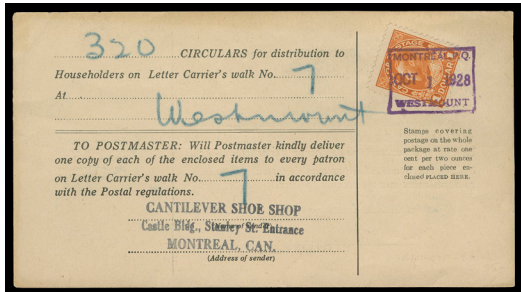 320 CIRCULARS for distribution to
Householders on Letter Carrier's walk No. 7
At
Westmount
TO POSTMASTER: Will Postmaster kindly deliver
one copy of each of the enclosed items to every patron
on Letter Carrier's walk No. 7 in accordance
with the Postal regulations.
CANTILEVER SHOE SHOP
Castle Bldg., Stanley St. Entrance
MONTREAL, CAN.
(Address of sender)
POSTAGE
MONTREAL P.Q.
OCT 1 1928
WESTMOUNT
Stamps covering
postage on the whole
package at rate one
cent per two ounces
for each piece en-
closed PLACED HERE.